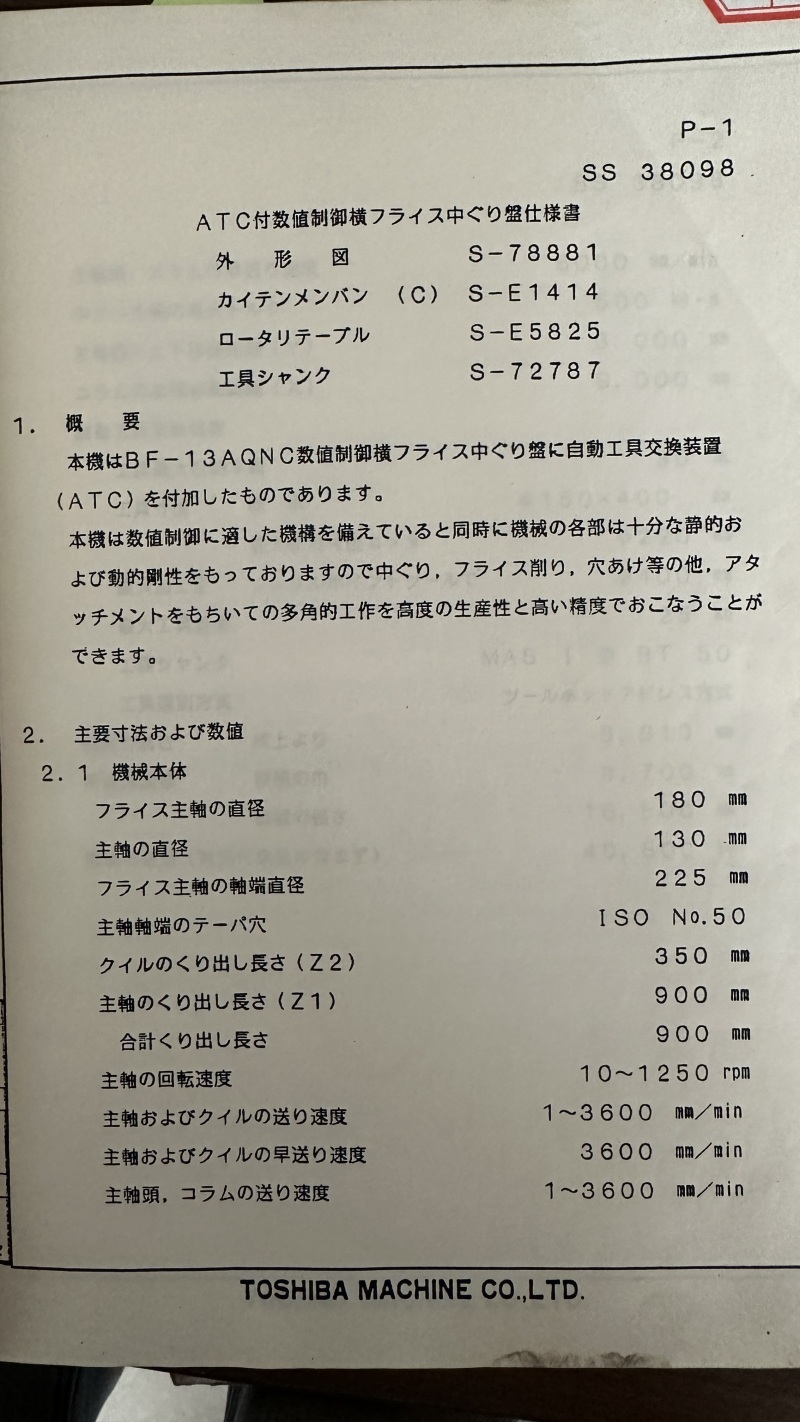 P-1
SS 38098
ATC付数値制御横フライス中ぐり盤仕様書
外 形 図 S-78881
カイテンメンバン (C) S-E1414
ロータリテーブル S-E5825
工具シャンク S-72787
1. 概 要
本機はBF-13AQNC数値制御横フライス中ぐり盤に自動工具交換装置
(ATC)を付加したものであります。
本機は数値制御に適した機構を備えていると同時に機械の各部は十分な静的お
よび動的剛性をもっておりますので中ぐり,フライス削り,穴あけ等の他,アタ
ッチメントをもちいての多角的工作を高度の生産性と高い精度でおこなうことが
できます。
2. 主要寸法および数値
2.1 機械本体
フライス主軸の直径 180 mm
主軸の直径 130 mm
フライス主軸の軸端直径 225 mm
主軸軸端のテーパ穴 ISO No.50
クイルのくり出し長さ(Z2) 350 mm
主軸のくり出し長さ(Z1) 900 mm
合計くり出し長さ 900 mm
主軸の回転速度 10~1250 rpm
主軸およびクイルの送り速度 1~3600 mm/min
主軸およびクイルの早送り速度 3600 mm/min
主軸頭,コラムの送り速度 1~3600 mm/min
TOSHIBA MACHINE CO.,LTD.